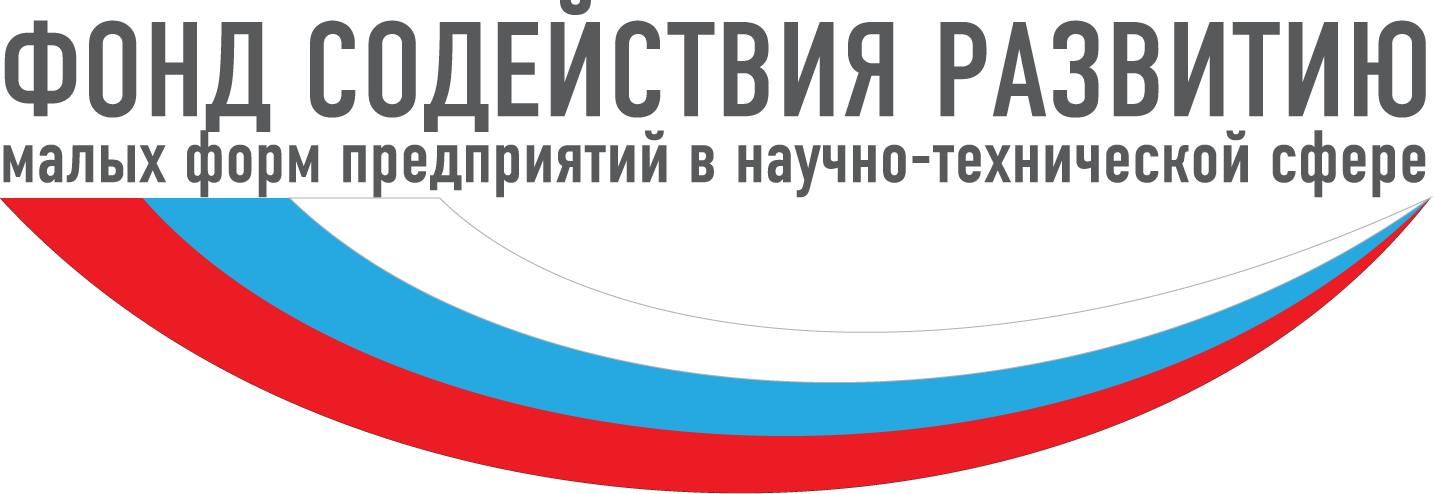 ФОНД СОДЕЙСТВИЯ РАЗВИТИЮ
малых форм предприятий в научно-технической сфере